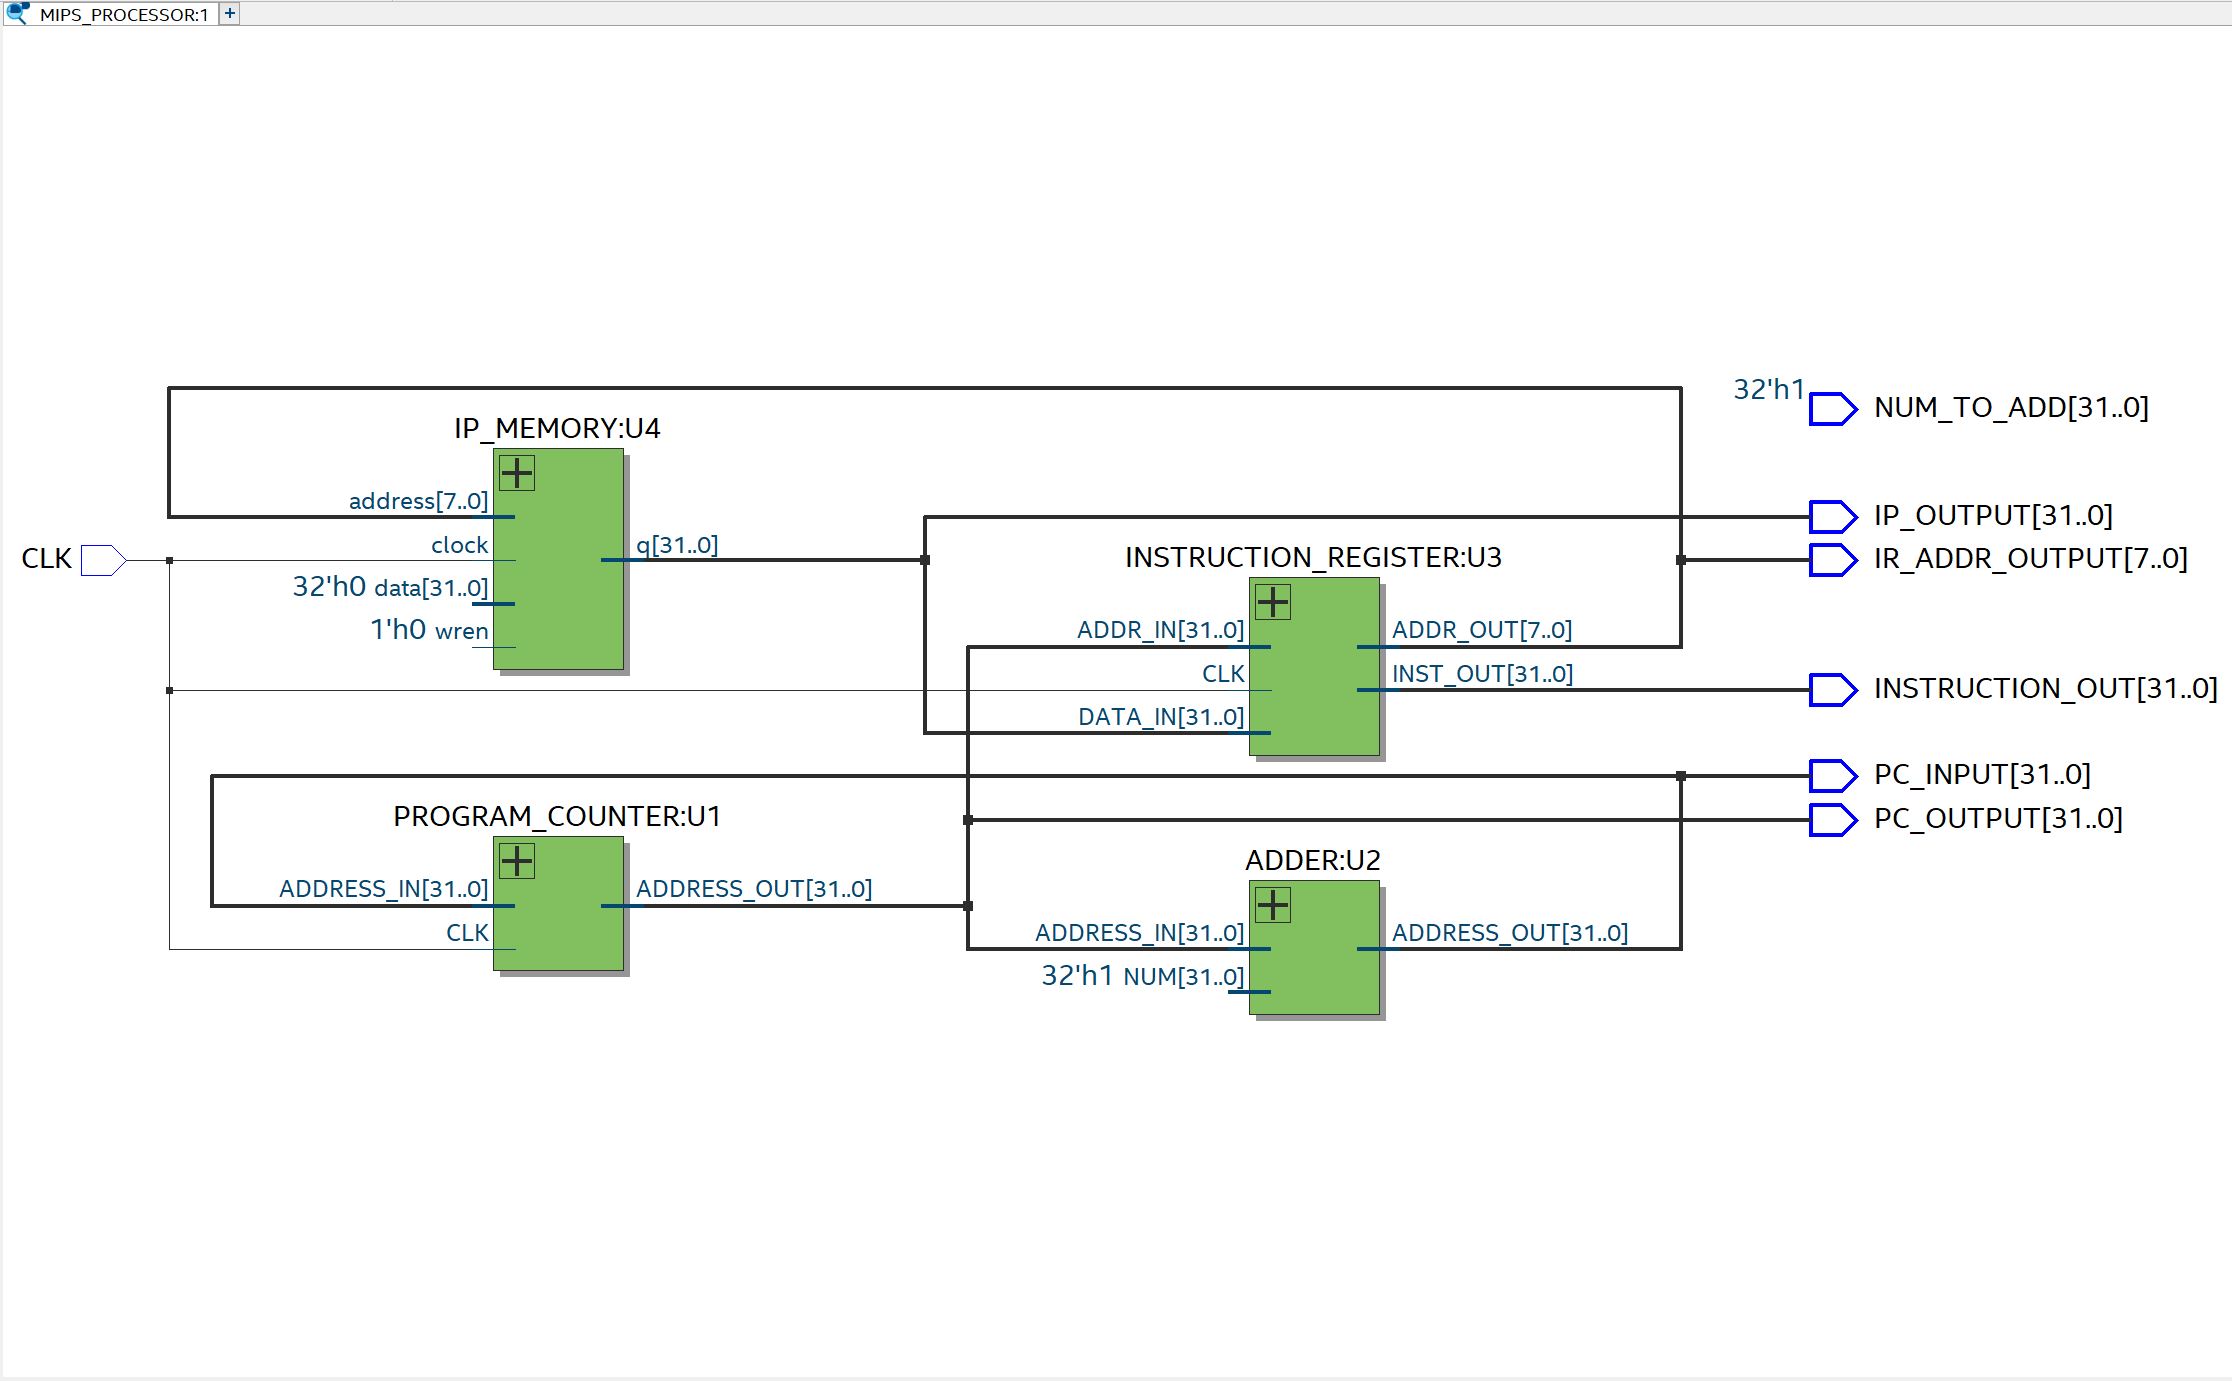 MIPS_PROCESSOR:1
32'h1
NUM_TO_ADD[31..0]
IP_MEMORY:U4
address[7..0]
IP_OUTPUT[31..0]
clock
q[31..0]
CLK
INSTRUCTION_REGISTER:U3
IR_ADDR_OUTPUT[7..0]
32'h0 data[31..0]
1'h0 wren
ADDR_IN[31..0]
ADDR_OUT[7..0]
CLK
INST_OUT[31..0]
INSTRUCTION_OUT[31..0]
DATA_IN[31..0]
PC_INPUT[31..0]
PROGRAM_COUNTER:U1
PC_OUTPUT[31..0]
ADDER:U2
ADDRESS_IN[31..0]
ADDRESS_OUT[31..0]
CLK
ADDRESS_IN[31..0]
ADDRESS_OUT[31..0]
32'h1 NUM[31..0]